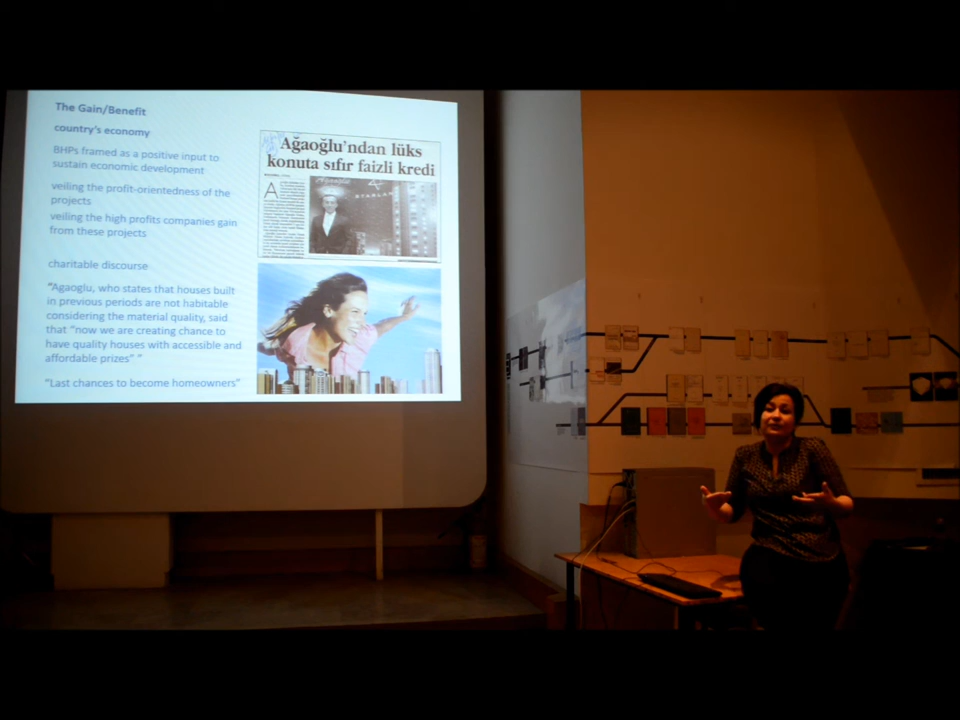 The Gain/Benefit
country's economy
BHPs framed as a positive input to
sustain economic development
veiling the profit-orientedness of the
projects
veiling the high profits companies gain
from these projects
charitable discourse
"Agaoglu, who states that houses built
in previous periods are not habitable
considering the material quality, said
that "now we are creating chance to
have quality houses with accessible and
affordable prizes" "
"Last chances to become homeowners"
Ağaoğlu'ndan lüks
konuta sıfır faizli kredi